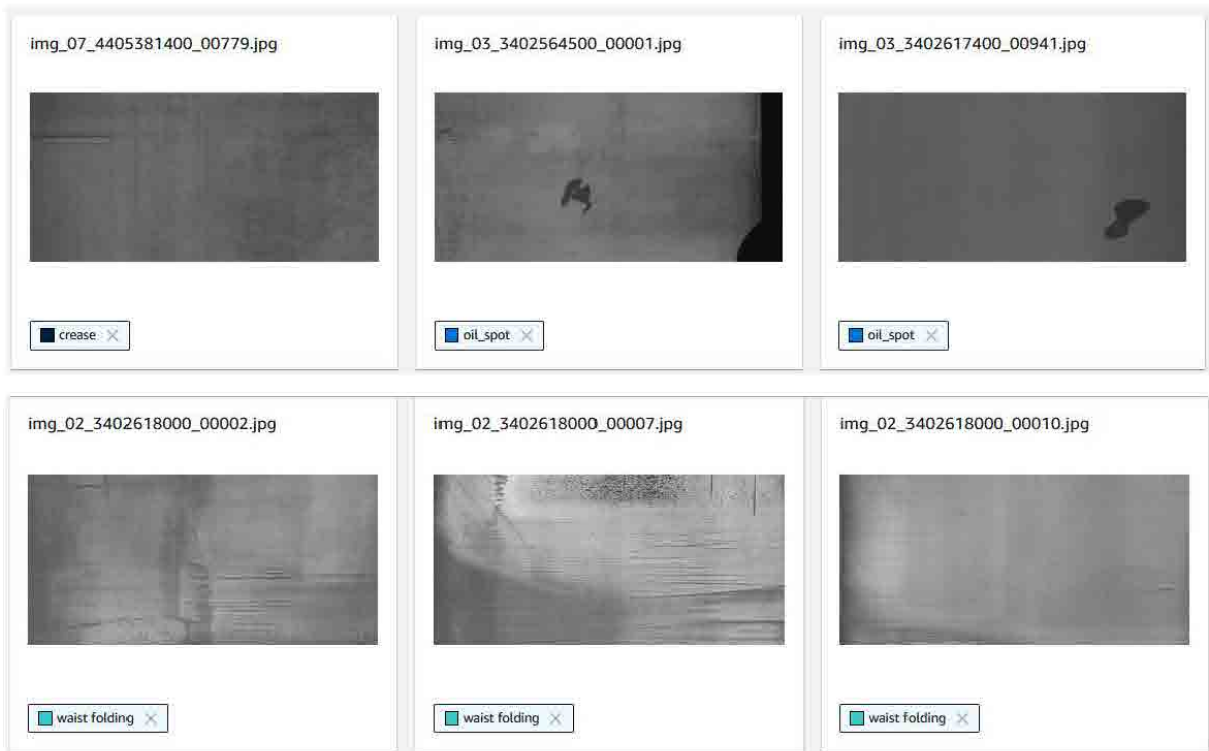 img_07_4405381400_00779.jpg
img_03_3402564500_00001.jpg
img_03_3402617400_00941.jpg
crease
oil_spot
oil_spot
img_02_3402618000_00002.jpg
img_02_3402618000_00007.jpg
img_02_3402618000_00010.jpg
waist folding
waist folding
waist folding